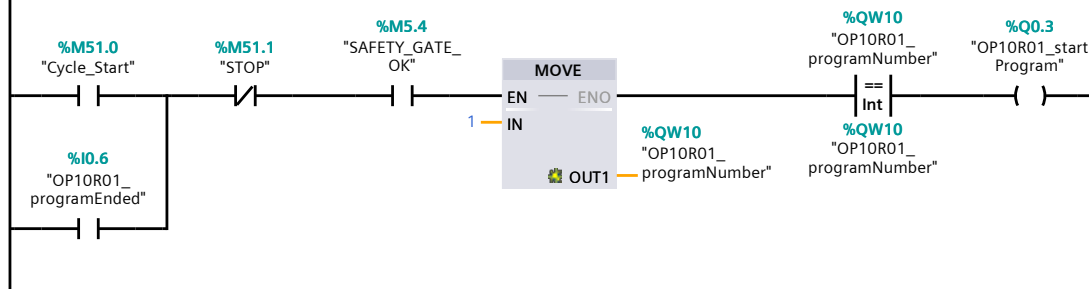 %M51.0
"Cycle_Start"
%M51.1
"STOP"
%M5.4
"SAFETY_GATE_
OK"
MOVE
EN
ENO
1
IN
OUT1
%QW10
"OP10R01_
programNumber"
%QW10
"OP10R01_
programNumber"
==
Int
%QW10
"OP10R01_
programNumber"
%Q0.3
"OP10R01_start
Program"
%I0.6
"OP10R01_
programEnded"